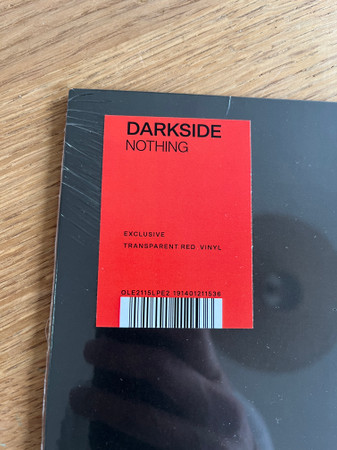 DARKSIDE
NOTHING
EXCLUSIVE
TRANSPARENT RED VINYL
OLE2115LPE2 191401211536